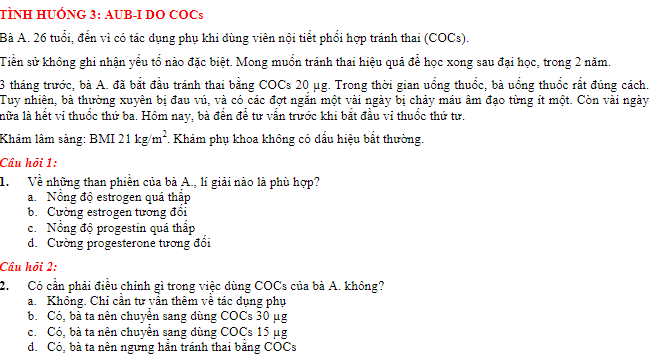 TÌNH HUỐNG 3: AUB-I DO COCs
Bà A. 26 tuổi, đến vì có tác dụng phụ khi dùng viên nội tiết phối hợp tránh thai (COCs).
Tiền sử không ghi nhận yếu tố nào đặc biệt. Mong muốn tránh thai hiệu quả để học xong sau đại học, trong 2 năm.
3 tháng trước, bà A. đã bắt đầu tránh thai bằng COCs 20 µg. Trong thời gian uống thuốc, bà uống thuốc rất đúng cách.
Tuy nhiên, bà thường xuyên bị đau vú, và có các đợt ngắn một vài ngày bị chảy máu âm đạo từng ít một. Còn vài ngày
nữa là hết vỉ thuốc thứ ba. Hôm nay, bà đến để tư vấn trước khi bắt đầu vỉ thuốc thứ tư.
Khám lâm sàng: BMI 21 kg/m². Khám phụ khoa không có dấu hiệu bất thường.
Câu hỏi 1:
1. Về những than phiền của bà A., lí giải nào là phù hợp?
a. Nồng độ estrogen quá thấp
b. Cường estrogen tương đối
c. Nồng độ progestin quá thấp
d. Cường progesterone tương đối
Câu hỏi 2:
2. Có cần phải điều chỉnh gì trong việc dùng COCs của bà A. không?
a. Không. Chỉ cần tư vấn thêm về tác dụng phụ
b. Có, bà ta nên chuyển sang dùng COCs 30 µg
c. Có, bà ta nên chuyển sang dùng COCs 15 µg
d. Có, bà ta nên ngưng hẳn tránh thai bằng COCs